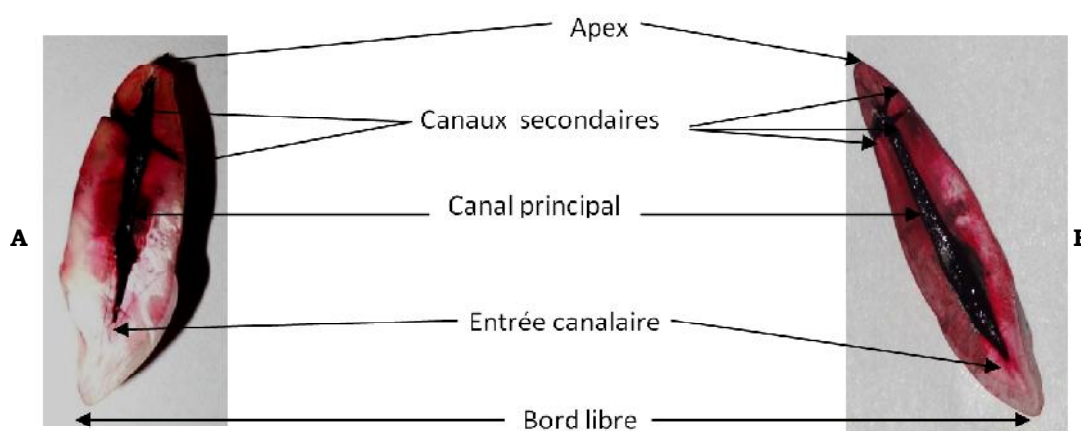 Apex
Canaux secondaires
Canal principal
A
Entrée canalaire
Bord libre